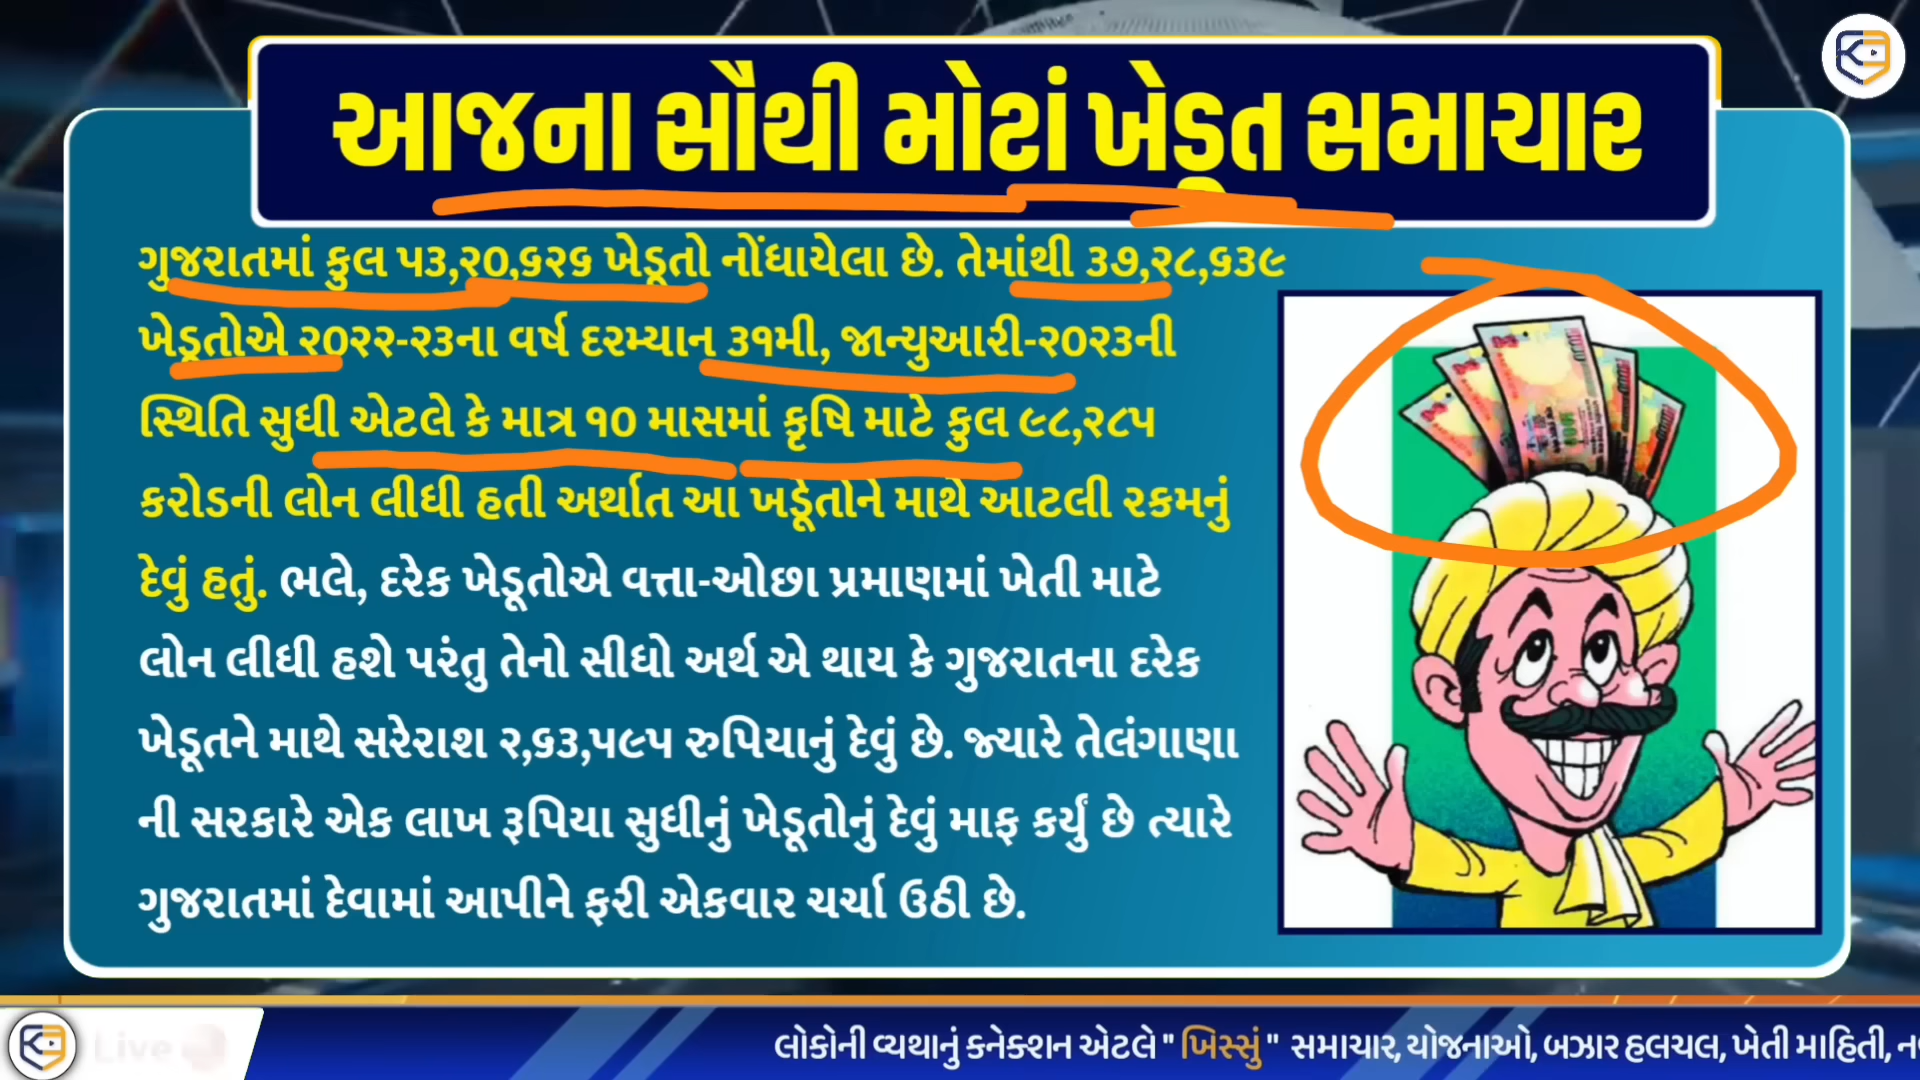 આજના સૌથી મોટાં ખેડૂત સમાચાર
ગુજરાતમાં કુલ ૫૩,૨૦,૬૨૬ ખેડૂતો નોંધાયેલા છે. તેમાંથી ૩૭,૨૮,૬૩૯
ખેડૂતોએ ૨૦૨૨-૨૩ના વર્ષ દરમ્યાન ૩૧મી, જાન્યુઆરી-૨૦૨૩ની
સ્થિતિ સુધી એટલે કે માત્ર ૧૦ માસમાં કૃષિ માટે કુલ ૯૮,૨૮૫
કરોડની લોન લીધી હતી અર્થાત આ ખડૂેતોને માથે આટલી રકમનું
દેવું હતું. ભલે, દરેક ખેડૂતોએ વત્તા-ઓછા પ્રમાણમાં ખેતી માટે
લોન લીધી હશે પરંતુ તેનો સીધો અર્થ એ થાય કે ગુજરાતના દરેક
ખેડૂતને માથે સરેરાશ ૨,૬૩,૫૯૫ રુપિયાનું દેવું છે. જ્યારે તેલંગાણા
ની સરકારે એક લાખ રૂપિયા સુધીનું ખેડૂતોનું દેવું માફ કર્યું છે ત્યારે
ગુજરાતમાં દેવામાં આપીને ફરી એકવાર ચર્ચા ઉઠી છે.
Live
લોકોની વ્યથાનું કનેક્શન એટલે " ખિસ્સું " સમાચાર, યોજનાઓ, બઝાર હલચલ, ખેતી માહિતી,